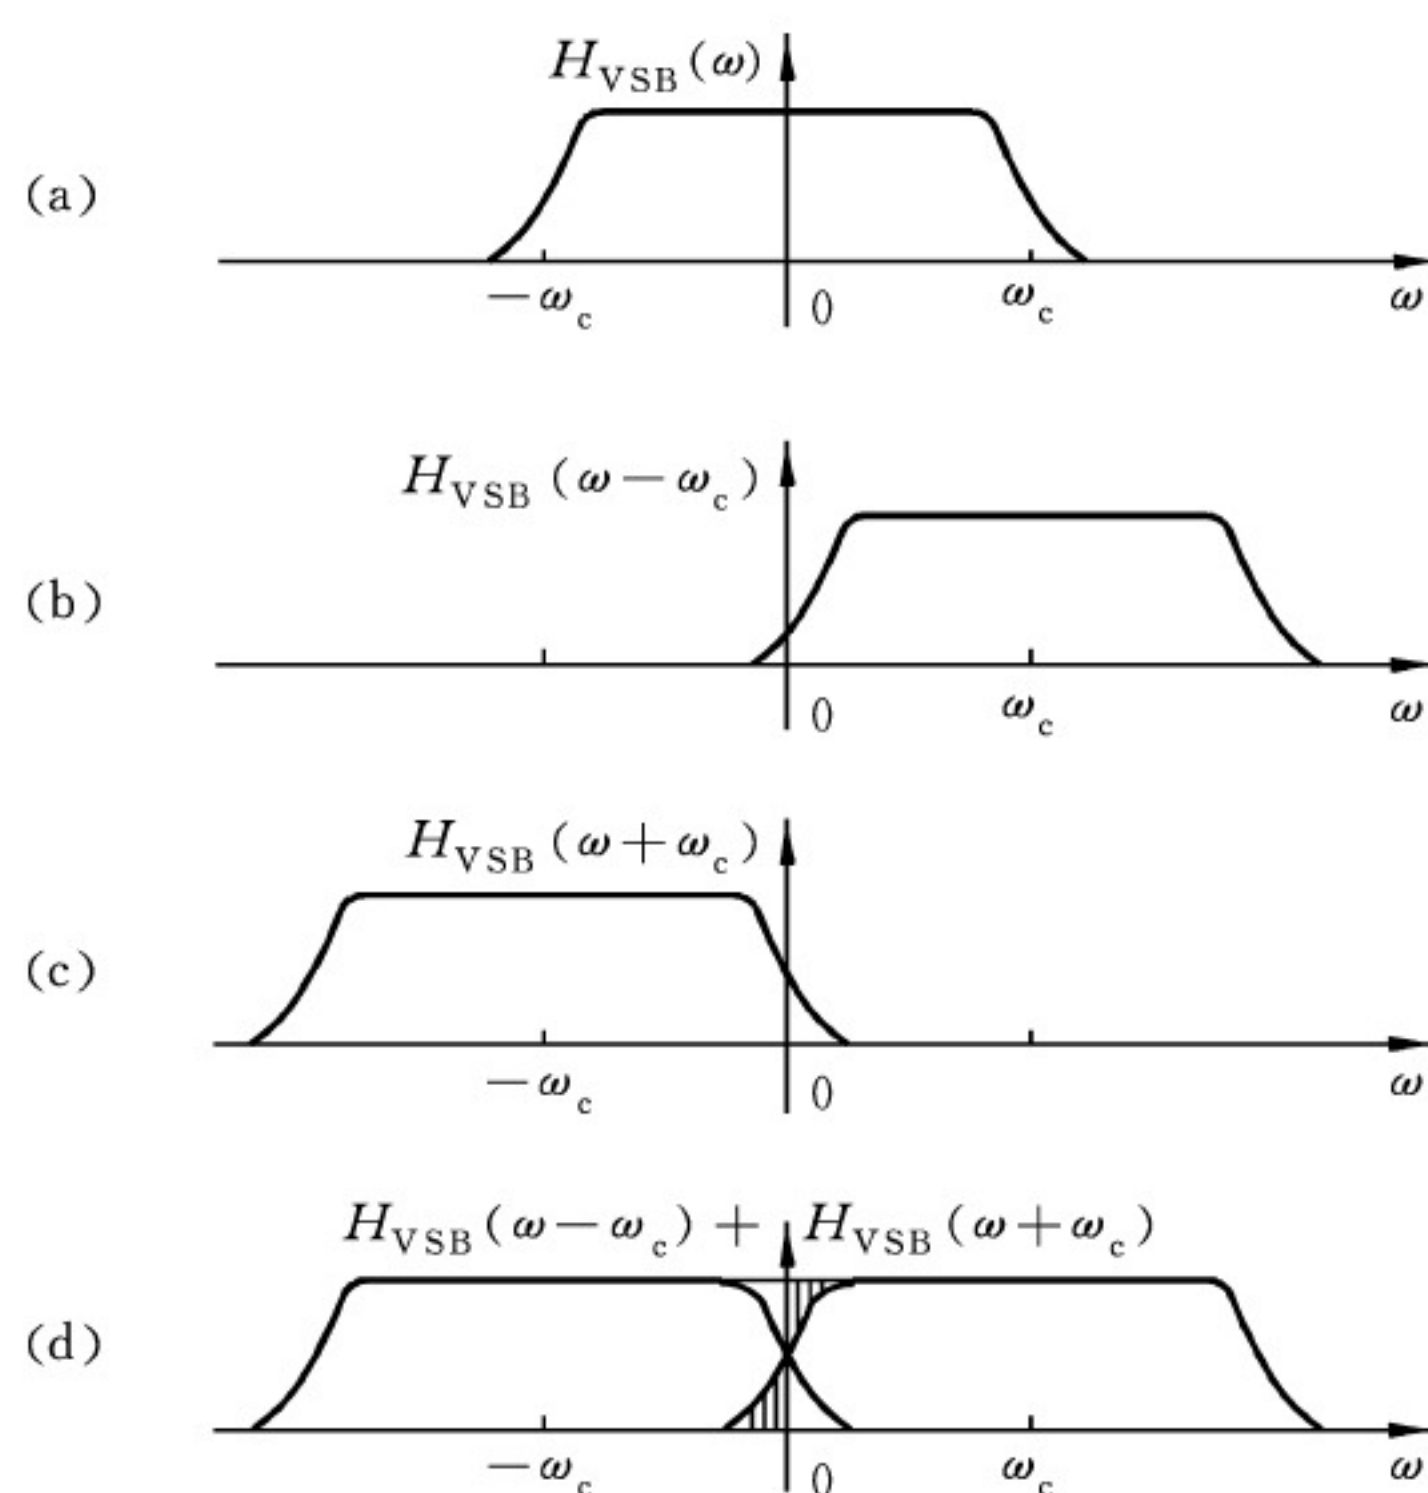 H_VSB(ω)
(a)
−ω_c 0 ω_c ω
H_VSB(ω−ω_c)
(b)
0 ω_c ω
H_VSB(ω+ω_c)
(c)
−ω_c 0 ω
H_VSB(ω−ω_c)+H_VSB(ω+ω_c)
(d)
−ω_c 0 ω_c ω